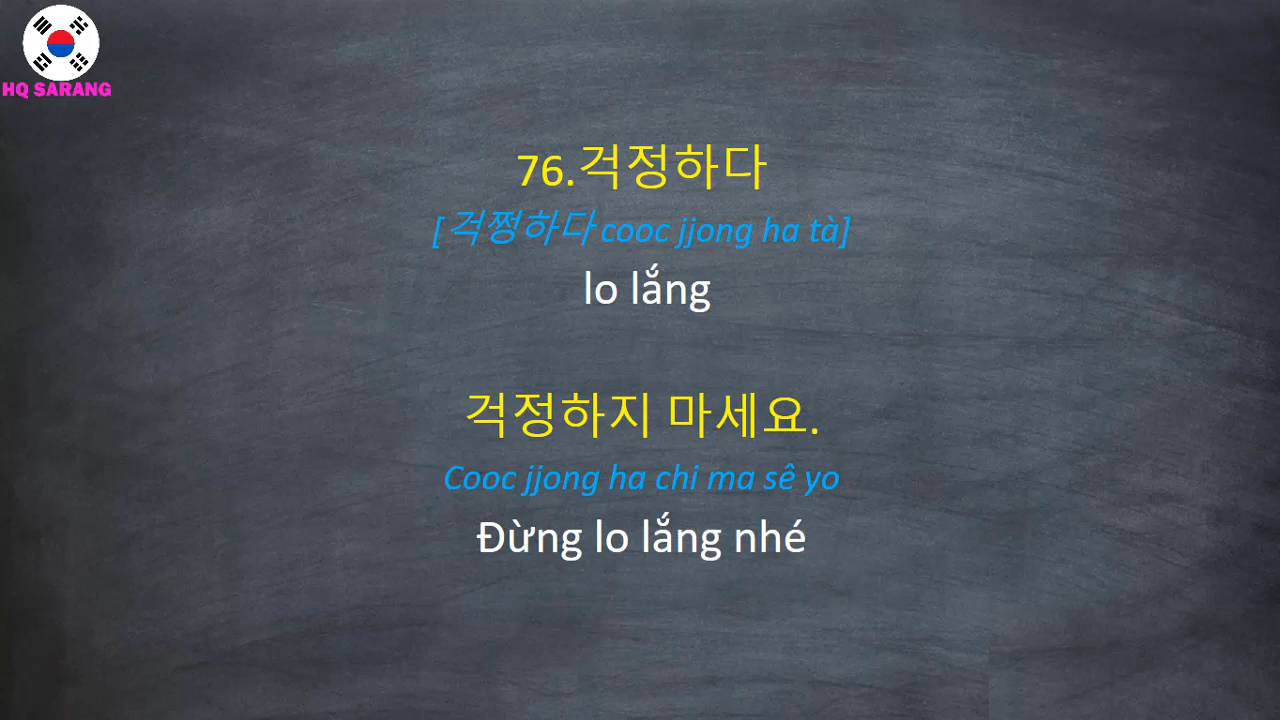 HQ SARANG
76.걱정하다
[걱쩡하다 cooc jjong ha tà]
lo lắng
걱정하지 마세요.
Cooc jjong ha chi ma sê yo
Đừng lo lắng nhé